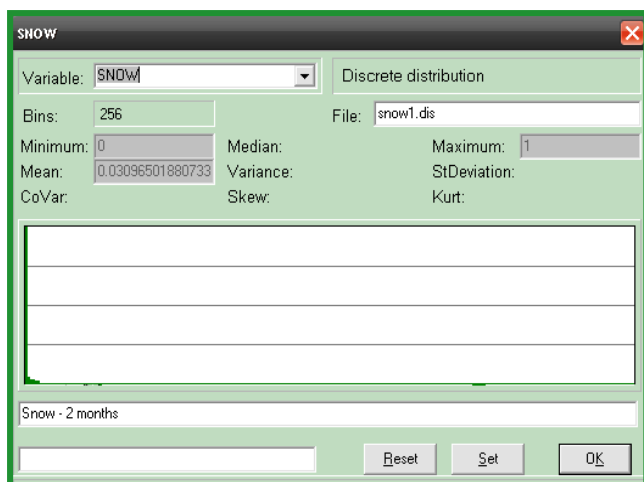 SNOW
Variable: SNOW Discrete distribution
Bins: 256 File: snow1.dis
Minimum: 0 Median: Maximum: 1
Mean: 0.03096501880733 Variance: StDeviation:
CoVar: Skew: Kurt:
Snow - 2 months
Reset Set OK